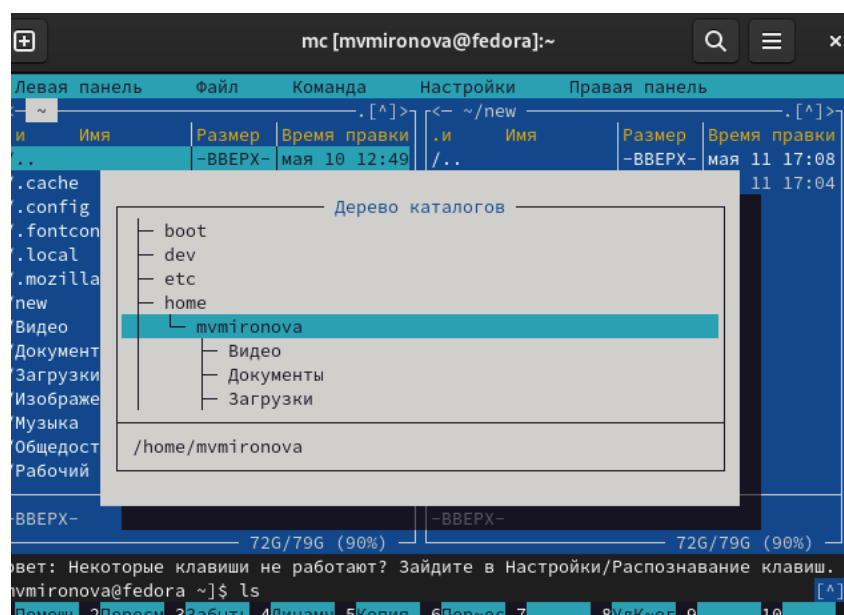 mc [mvmironova@fedora]:~
Левая панель Файл Команда Настройки Правая панель
~ .[^]> <— ~/new .[^]>
и Имя Размер Время правки .и Имя Размер Время правки
/.. -ВВЕРХ- мая 10 12:49 /.. -ВВЕРХ- мая 11 17:08
.cache 11 17:04
.config
Дерево каталогов
boot
dev
etc
home
mvmironova
Видео
Документы
Загрузки
/home/mvmironova
.local
.mozilla
new
Видео
Загрузки
Музыка
Рабочий
-ВВЕРХ- -ВВЕРХ-
72G/79G (90%) 72G/79G (90%)
Некоторые клавиши не работают? Зайдите в Настройки/Распознавание клавиш.
mvmironova@fedora ~]$ ls [^]